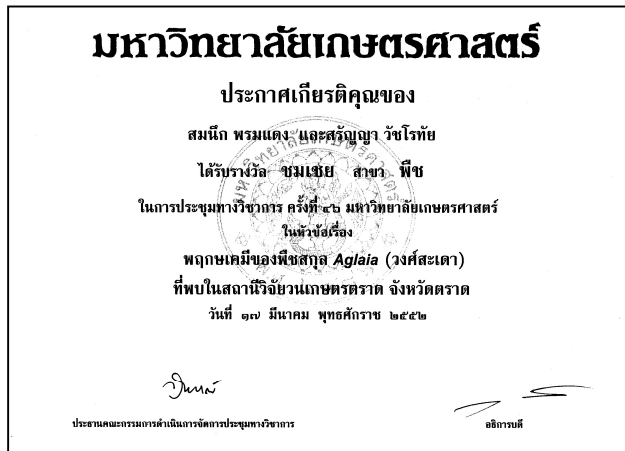 มหาวิทยาลัยเกษตรศาสตร์
ประกาศเกียรติคุณของ
สมนึก พรมแดง และสรัญญา วัชโรทัย
ได้รับรางวัล ชมเชย สาขา พืช
ในการประชุมทางวิชาการ ครั้งที่ ๔๖ มหาวิทยาลัยเกษตรศาสตร์
ในหัวข้อเรื่อง
พฤกษเคมีของพืชสกุล Aglaia (วงศ์สะเดา)
ที่พบในสถานีวิจัยวนเกษตรตราด จังหวัดตราด
วันที่ ๑๗ มีนาคม พุทธศักราช ๒๕๕๒
ประธานคณะกรรมการดำเนินการจัดการประชุมทางวิชาการ
อธิการบดี